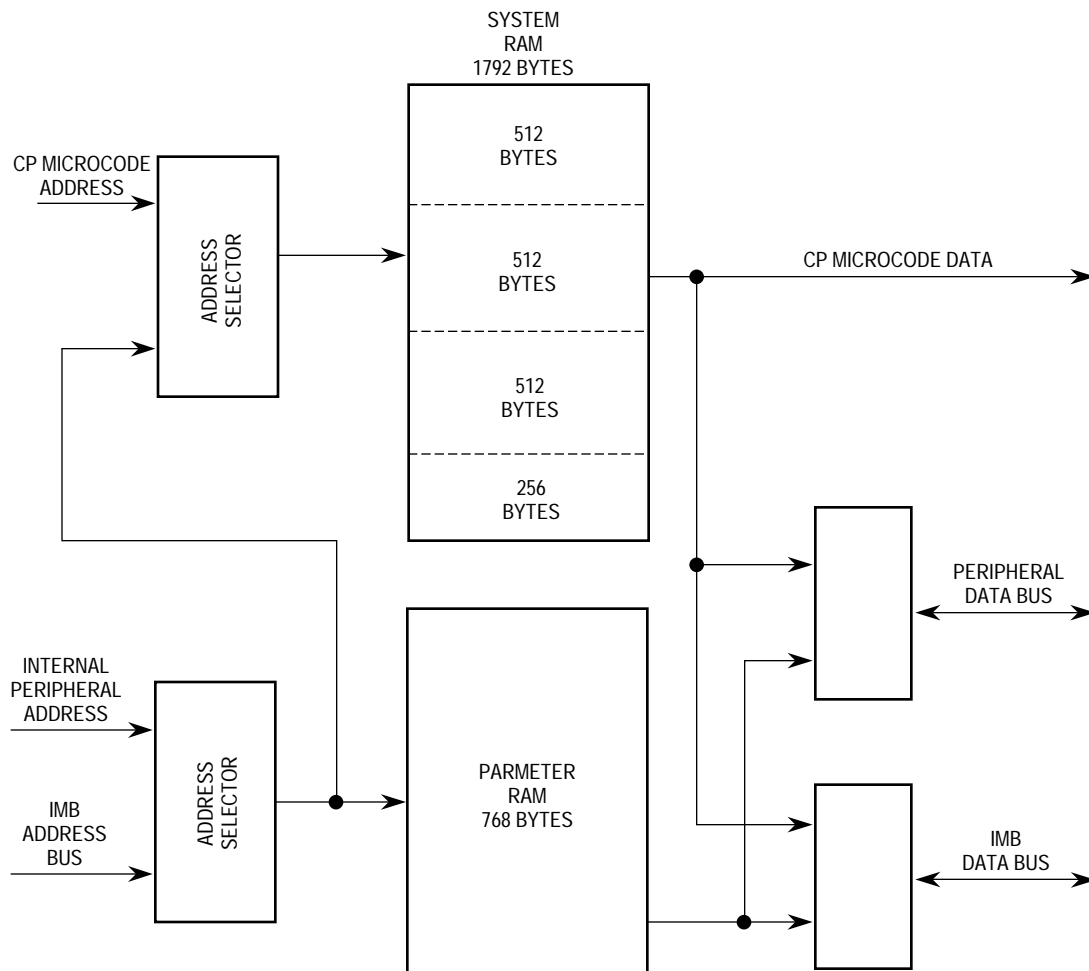 SYSTEM
RAM
1792 BYTES
512
BYTES
CP MICROCODE
ADDRESS
ADDRESS
SELECTOR
512
BYTES
CP MICROCODE DATA
512
BYTES
256
BYTES
PERIPHERAL
DATA BUS
INTERNAL
PERIPHERAL
ADDRESS
IMB
ADDRESS
BUS
ADDRESS
SELECTOR
PARMETER
RAM
768 BYTES
IMB
DATA BUS